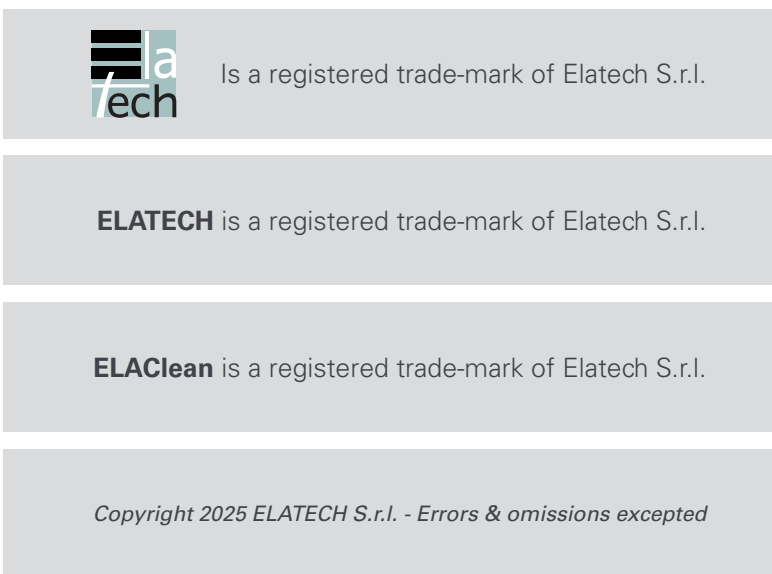 Ela
tech
Is a registered trade-mark of Elatech S.r.l.
ELATECH is a registered trade-mark of Elatech S.r.l.
ELAClean is a registered trade-mark of Elatech S.r.l.
Copyright 2025 ELATECH S.r.l. - Errors & omissions excepted